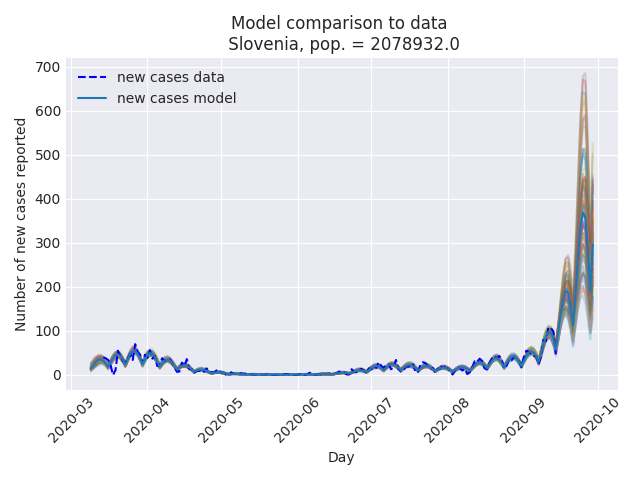 Model comparison to data
Slovenia, pop. = 2078932.0
new cases data
new cases model
Number of new cases reported
700
600
500
400
300
200
100
0
2020-03
2020-04
2020-05
2020-06
2020-07
2020-08
2020-09
2020-10
Day